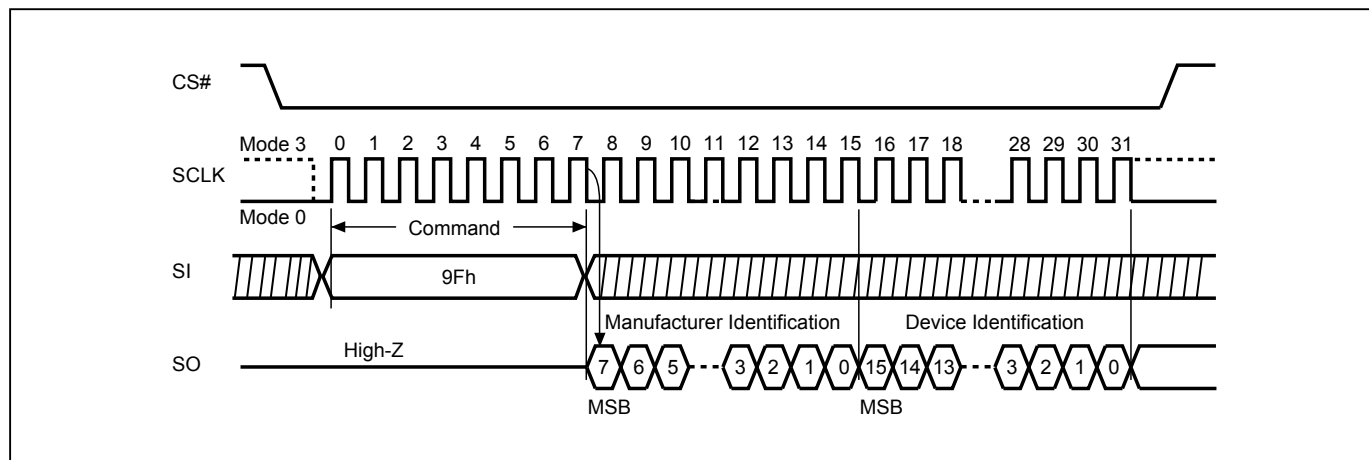 CS#
Mode 3 0 1 2 3 4 5 6 7 8 9 10 11 12 13 14 15 16 17 18 28 29 30 31
SCLK
Mode 0
Command
SI 9Fh
Manufacturer Identification Device Identification
High-Z
SO 7 6 5 3 2 1 0 15 14 13 3 2 1 0
MSB MSB